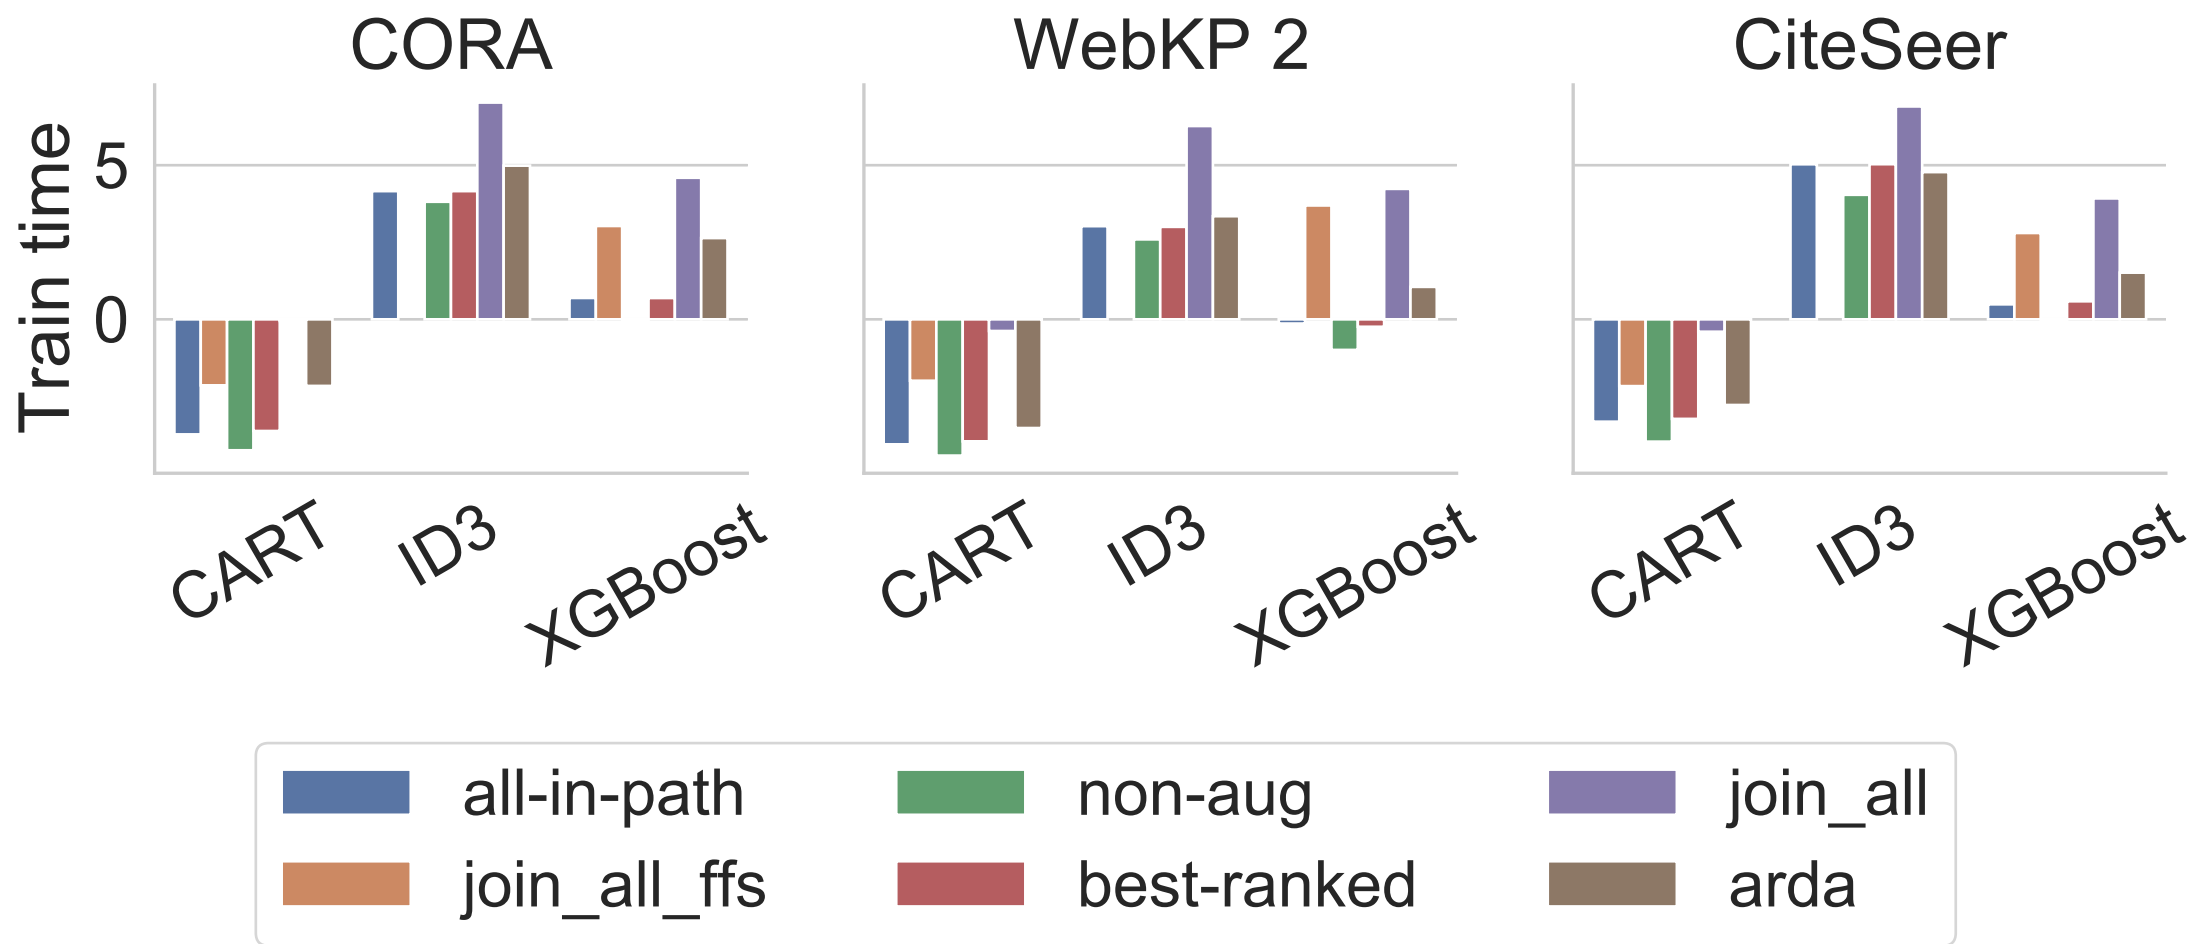 CORA
WebKP 2
CiteSeer
Train time
5
0
CART
ID3
XGBoost
CART
ID3
XGBoost
CART
ID3
XGBoost
all-in-path
non-aug
join_all
join_all_ffs
best-ranked
arda